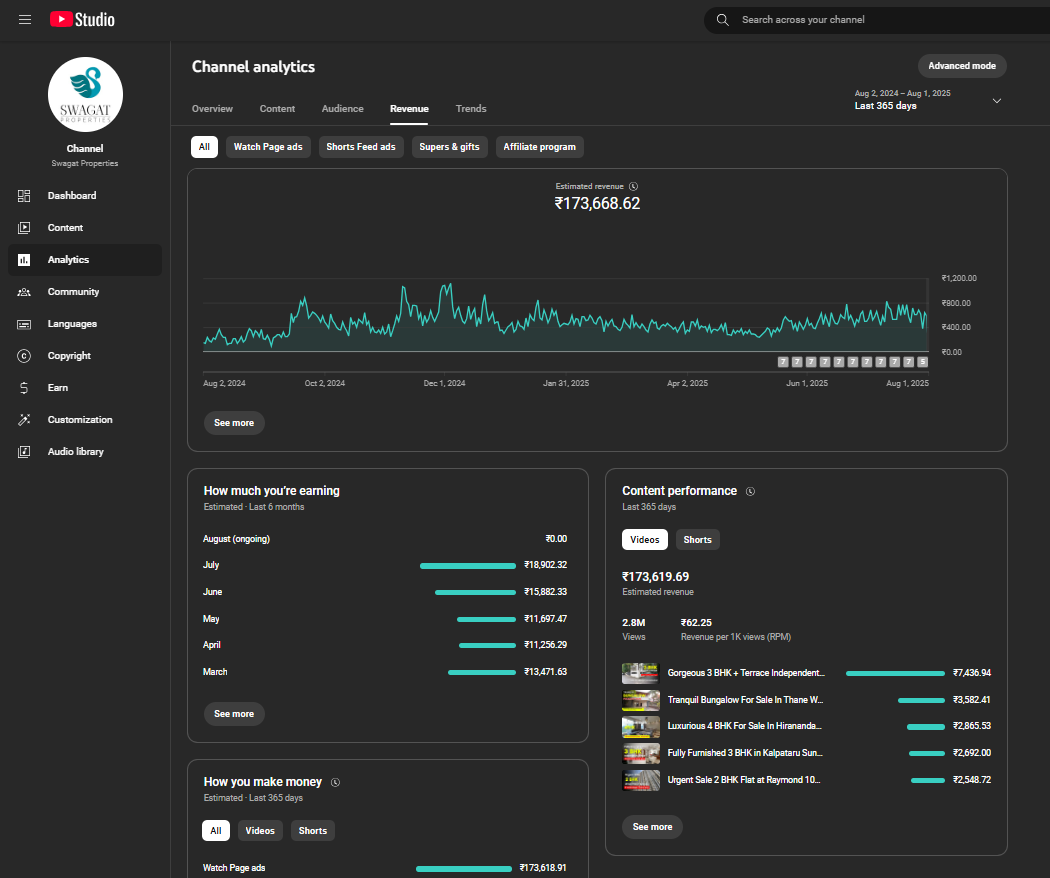 Studio
Search across your channel
SWAGAT
PROPERTIES
Channel
Swagat Properties
Dashboard
Content
Analytics
Community
Languages
Copyright
Earn
Customization
Audio library
Channel analytics
Advanced mode
Overview Content Audience Revenue Trends
Aug 2, 2024 – Aug 1, 2025
Last 365 days
All Watch Page ads Shorts Feed ads Supers & gifts Affiliate program
Estimated revenue
₹173,668.62
₹1,200.00
₹800.00
₹400.00
₹0.00
7 7 7 7 7 7 7 7 7 7 5
Aug 2, 2024 Oct 2, 2024 Dec 1, 2024 Jan 31, 2025 Apr 2, 2025 Jun 1, 2025 Aug 1, 2025
See more
How much you're earning
Estimated · Last 6 months
August (ongoing) ₹0.00
July ₹18,902.32
June ₹15,882.33
May ₹11,697.47
April ₹11,256.29
March ₹13,471.63
See more
How you make money
Estimated · Last 365 days
All Videos Shorts
Watch Page ads ₹173,618.91
Content performance
Last 365 days
Videos Shorts
₹173,619.69
Estimated revenue
2.8M ₹62.25
Views Revenue per 1K views (RPM)
Gorgeous 3 BHK + Terrace Independent... ₹7,436.94
Tranquil Bungalow For Sale In Thane W... ₹3,582.41
Luxurious 4 BHK For Sale In Hirananda... ₹2,865.53
Fully Furnished 3 BHK in Kalpataru Sun... ₹2,692.00
Urgent Sale 2 BHK Flat at Raymond 10... ₹2,548.72
See more